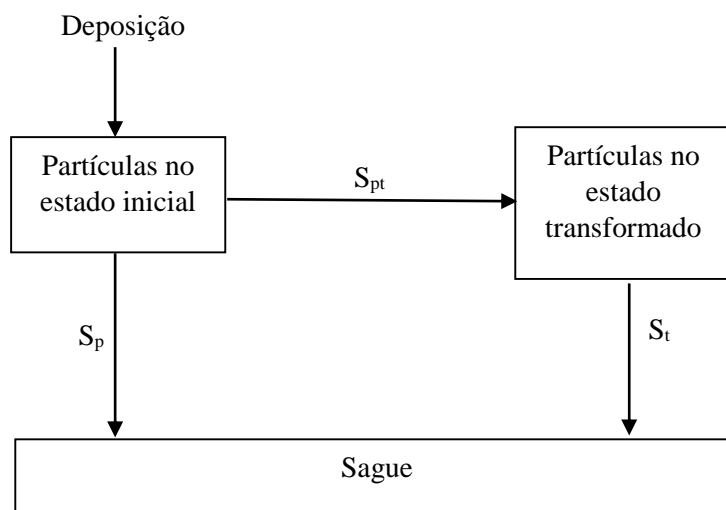 Deposição
Partículas no
estado inicial
Spt
Partículas no
estado
transformado
Sp
St
Sague